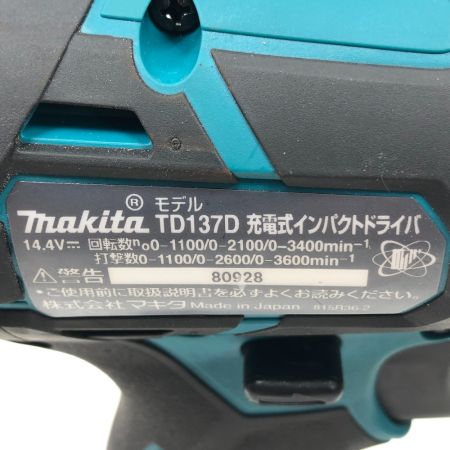 makita® モデル TD137D 充電式インパクトドライバ
14.4V⎓ 回転数n₀0-1100/0-2100/0-3400min⁻¹
打撃数0-1100/0-2600/0-3600min⁻¹
⚠警告 80928
・ご使用前に取扱説明書を必ずよくお読みください。
株式会社 マキタ Made in Japan 815R36-2